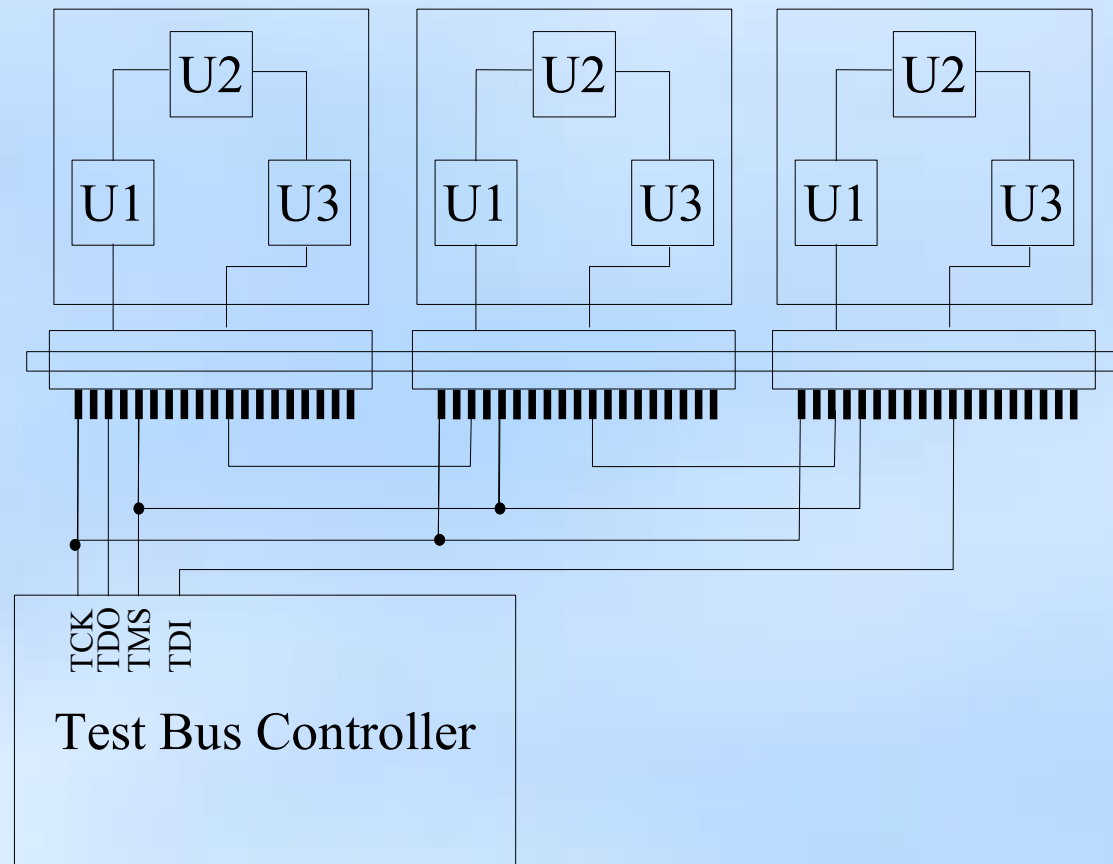 U2 U2 U2
U1 U3 U1 U3 U1 U3
TCK
TDO
TMS
TDI
Test Bus Controller